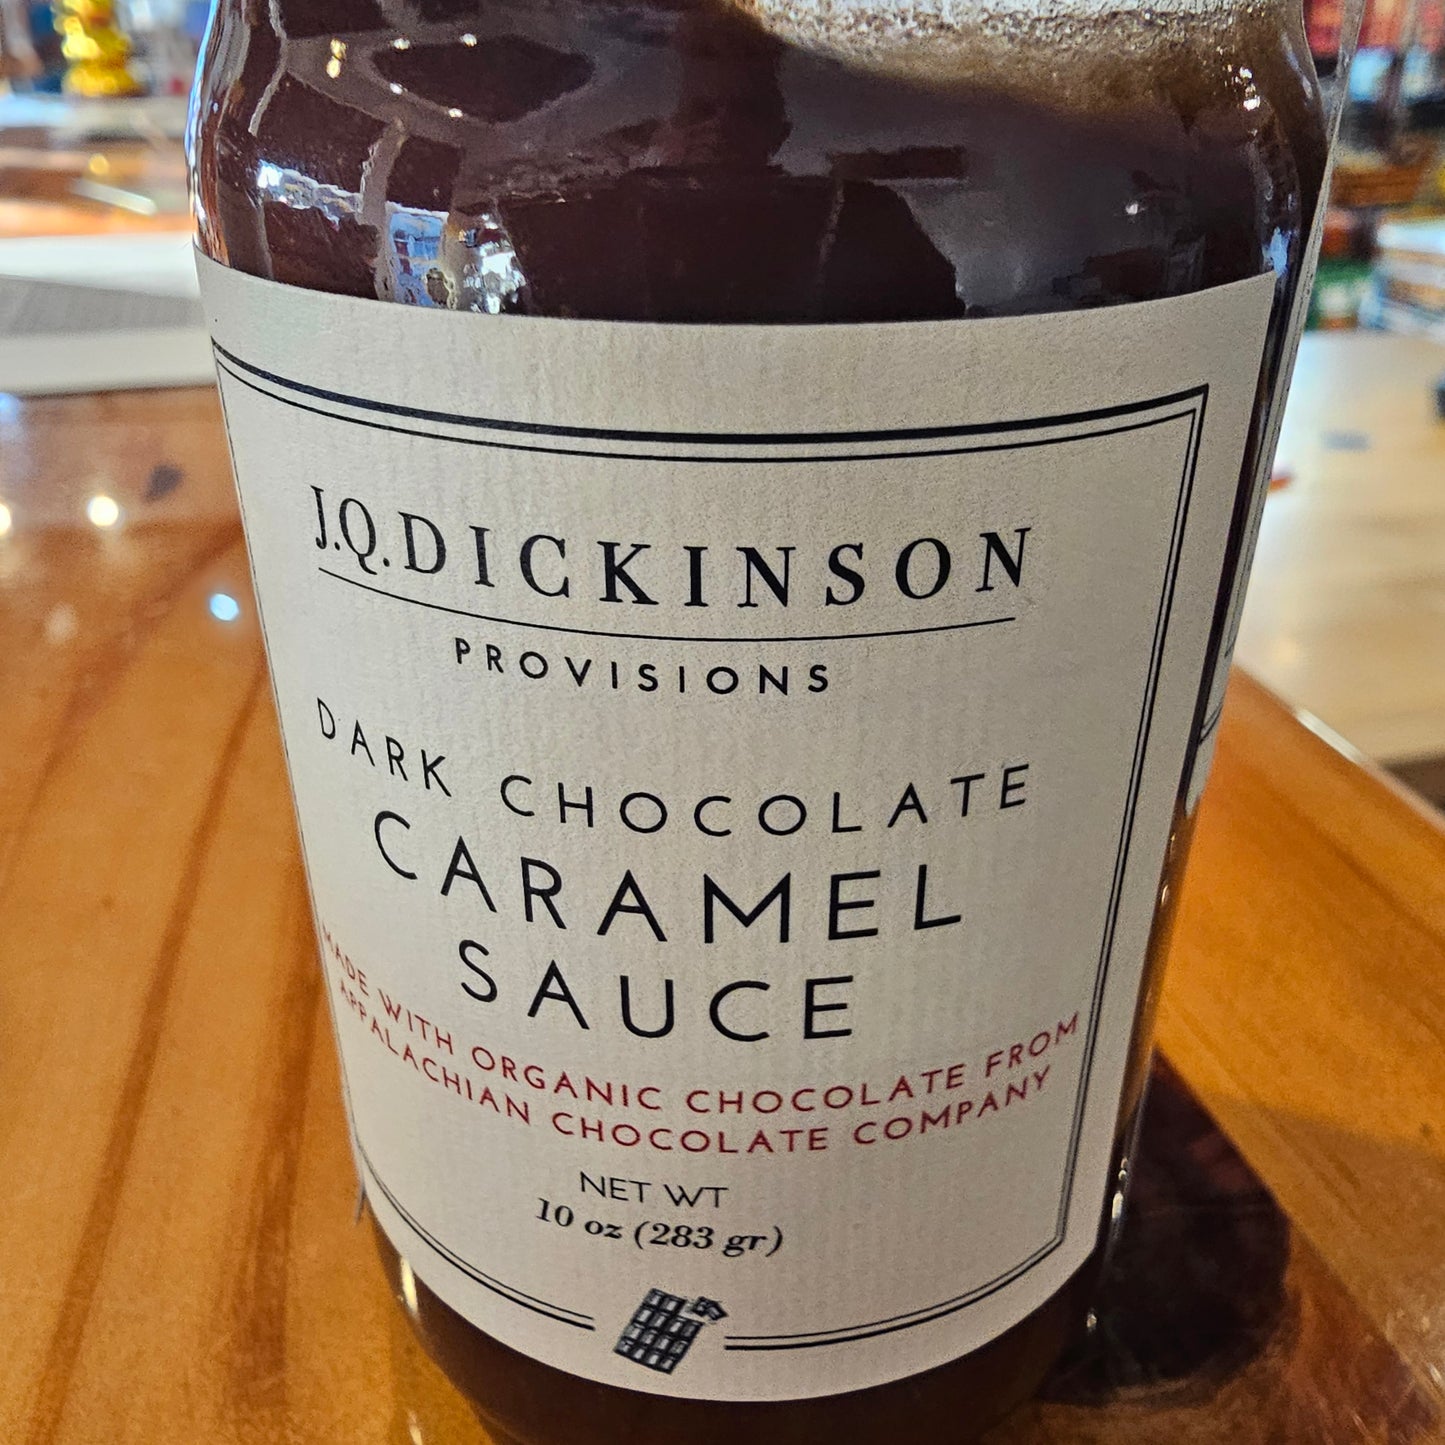 J.Q. DICKINSON
PROVISIONS
DARK CHOCOLATE
CARAMEL
SAUCE
MADE WITH ORGANIC CHOCOLATE FROM
APPALACHIAN CHOCOLATE COMPANY
NET WT
10 oz (283 gr)